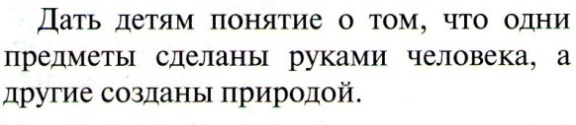 Дать детям понятие о том, что одни
предметы сделаны руками человека, а
другие созданы природой.